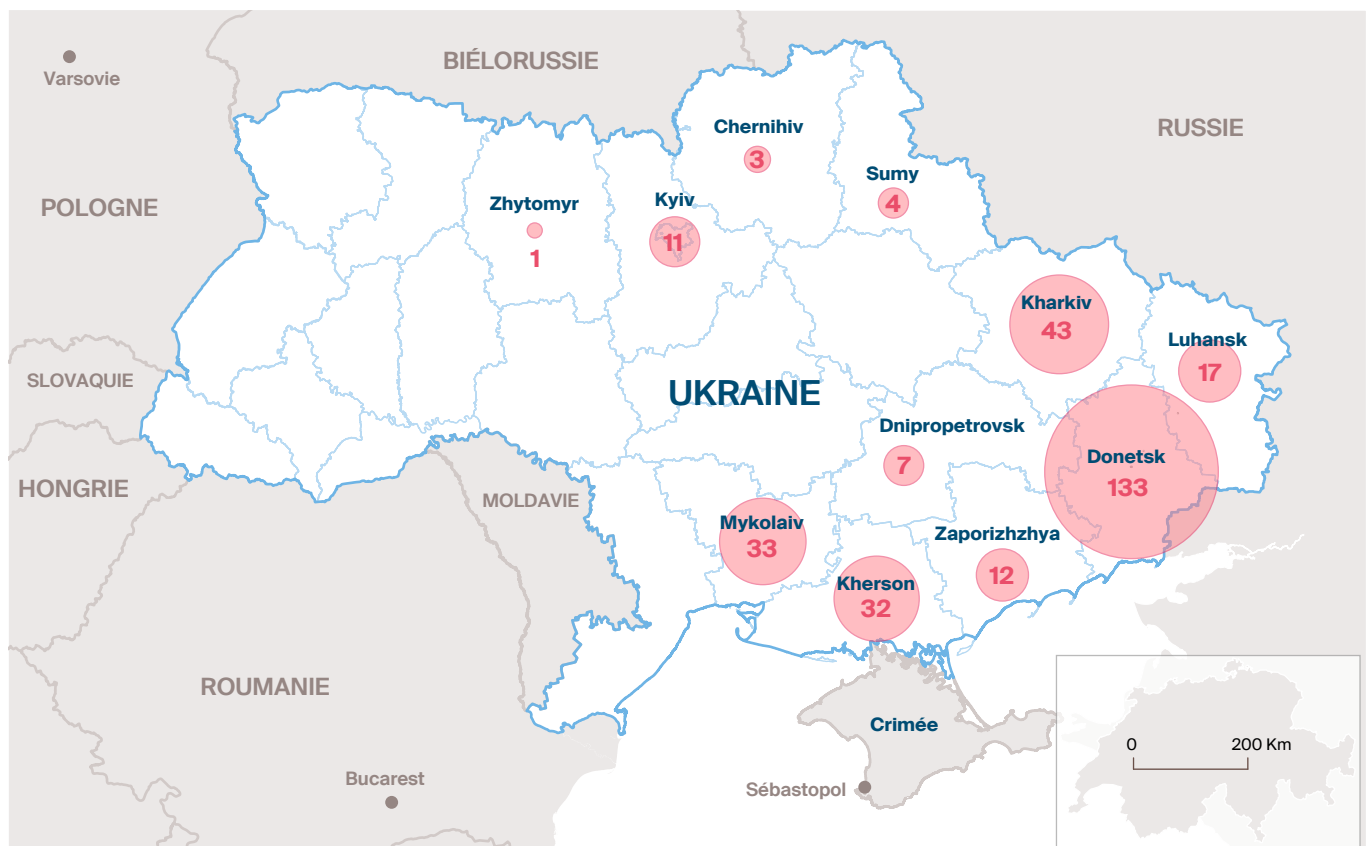 BIÉLORUSSIE
Varsovie
RUSSIE
Chernihiv
3
Sumy
4
POLOGNE
Zhytomyr
1
Kyiv
11
Kharkiv
43
Luhansk
17
SLOVAQUIE
UKRAINE
Dnipropetrovsk
7
Donetsk
133
HONGRIE
MOLDAVIE
Mykolaiv
33
Zaporizhzhya
12
Kherson
32
ROUMANIE
Crimée
0 200 Km
Bucarest
Sébastopol